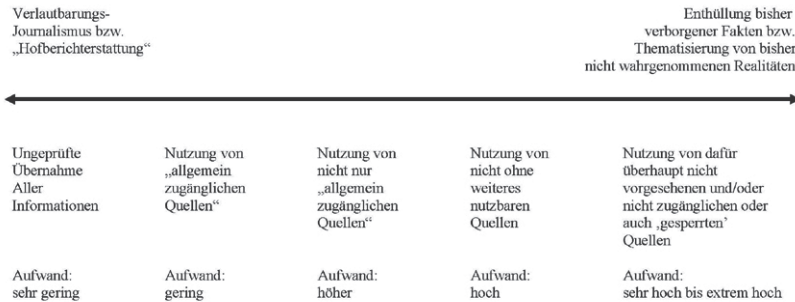 Verlautbarungs-
Journalismus bzw.
„Hofberichterstattung“
Enthüllung bisher
verborgener Fakten bzw.
Thematisierung von bisher
nicht wahrgenommenen Realitäten
Ungeprüfte
Übernahme
Aller
Informationen
Nutzung von
„allgemein
zugänglichen
Quellen“
Nutzung von
nicht nur
„allgemein
zugänglichen
Quellen“
Nutzung von
nicht ohne
weiteres
nutzbaren
Quellen
Nutzung von dafür
überhaupt nicht
vorgesehenen und/oder
nicht zugänglichen oder
auch ‚gesperrten’
Quellen
Aufwand:
sehr gering
Aufwand:
gering
Aufwand:
höher
Aufwand:
hoch
Aufwand:
sehr hoch bis extrem hoch